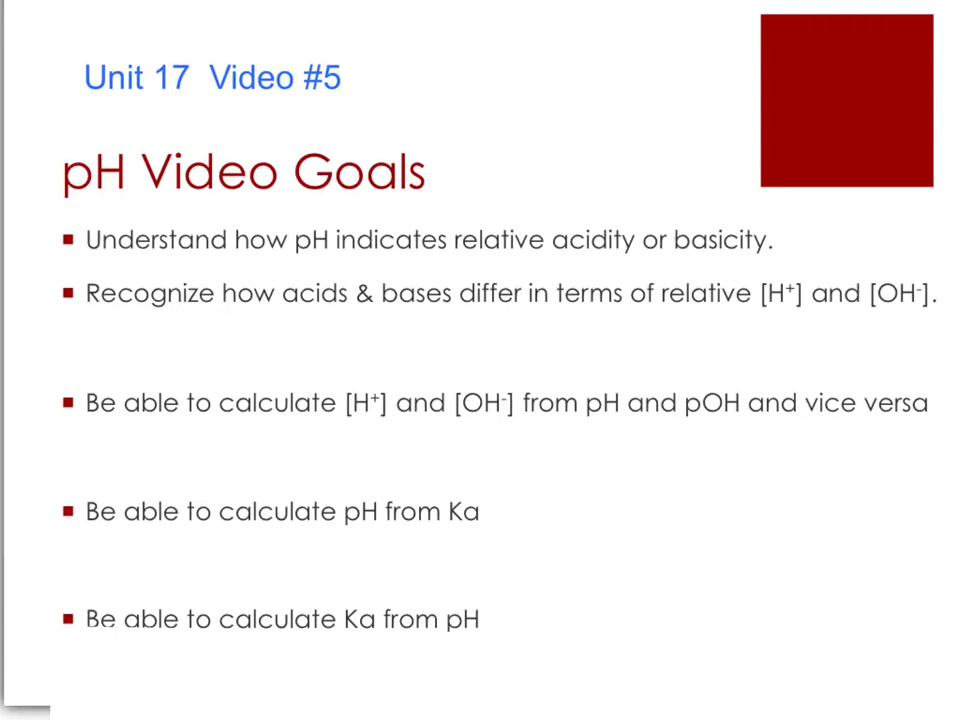 Unit 17  Video #5
pH Video Goals
▪ Understand how pH indicates relative acidity or basicity.
▪ Recognize how acids & bases differ in terms of relative [H⁺] and [OH⁻].
▪ Be able to calculate [H⁺] and [OH⁻] from pH and pOH and vice versa
▪ Be able to calculate pH from Ka
▪ Be able to calculate Ka from pH